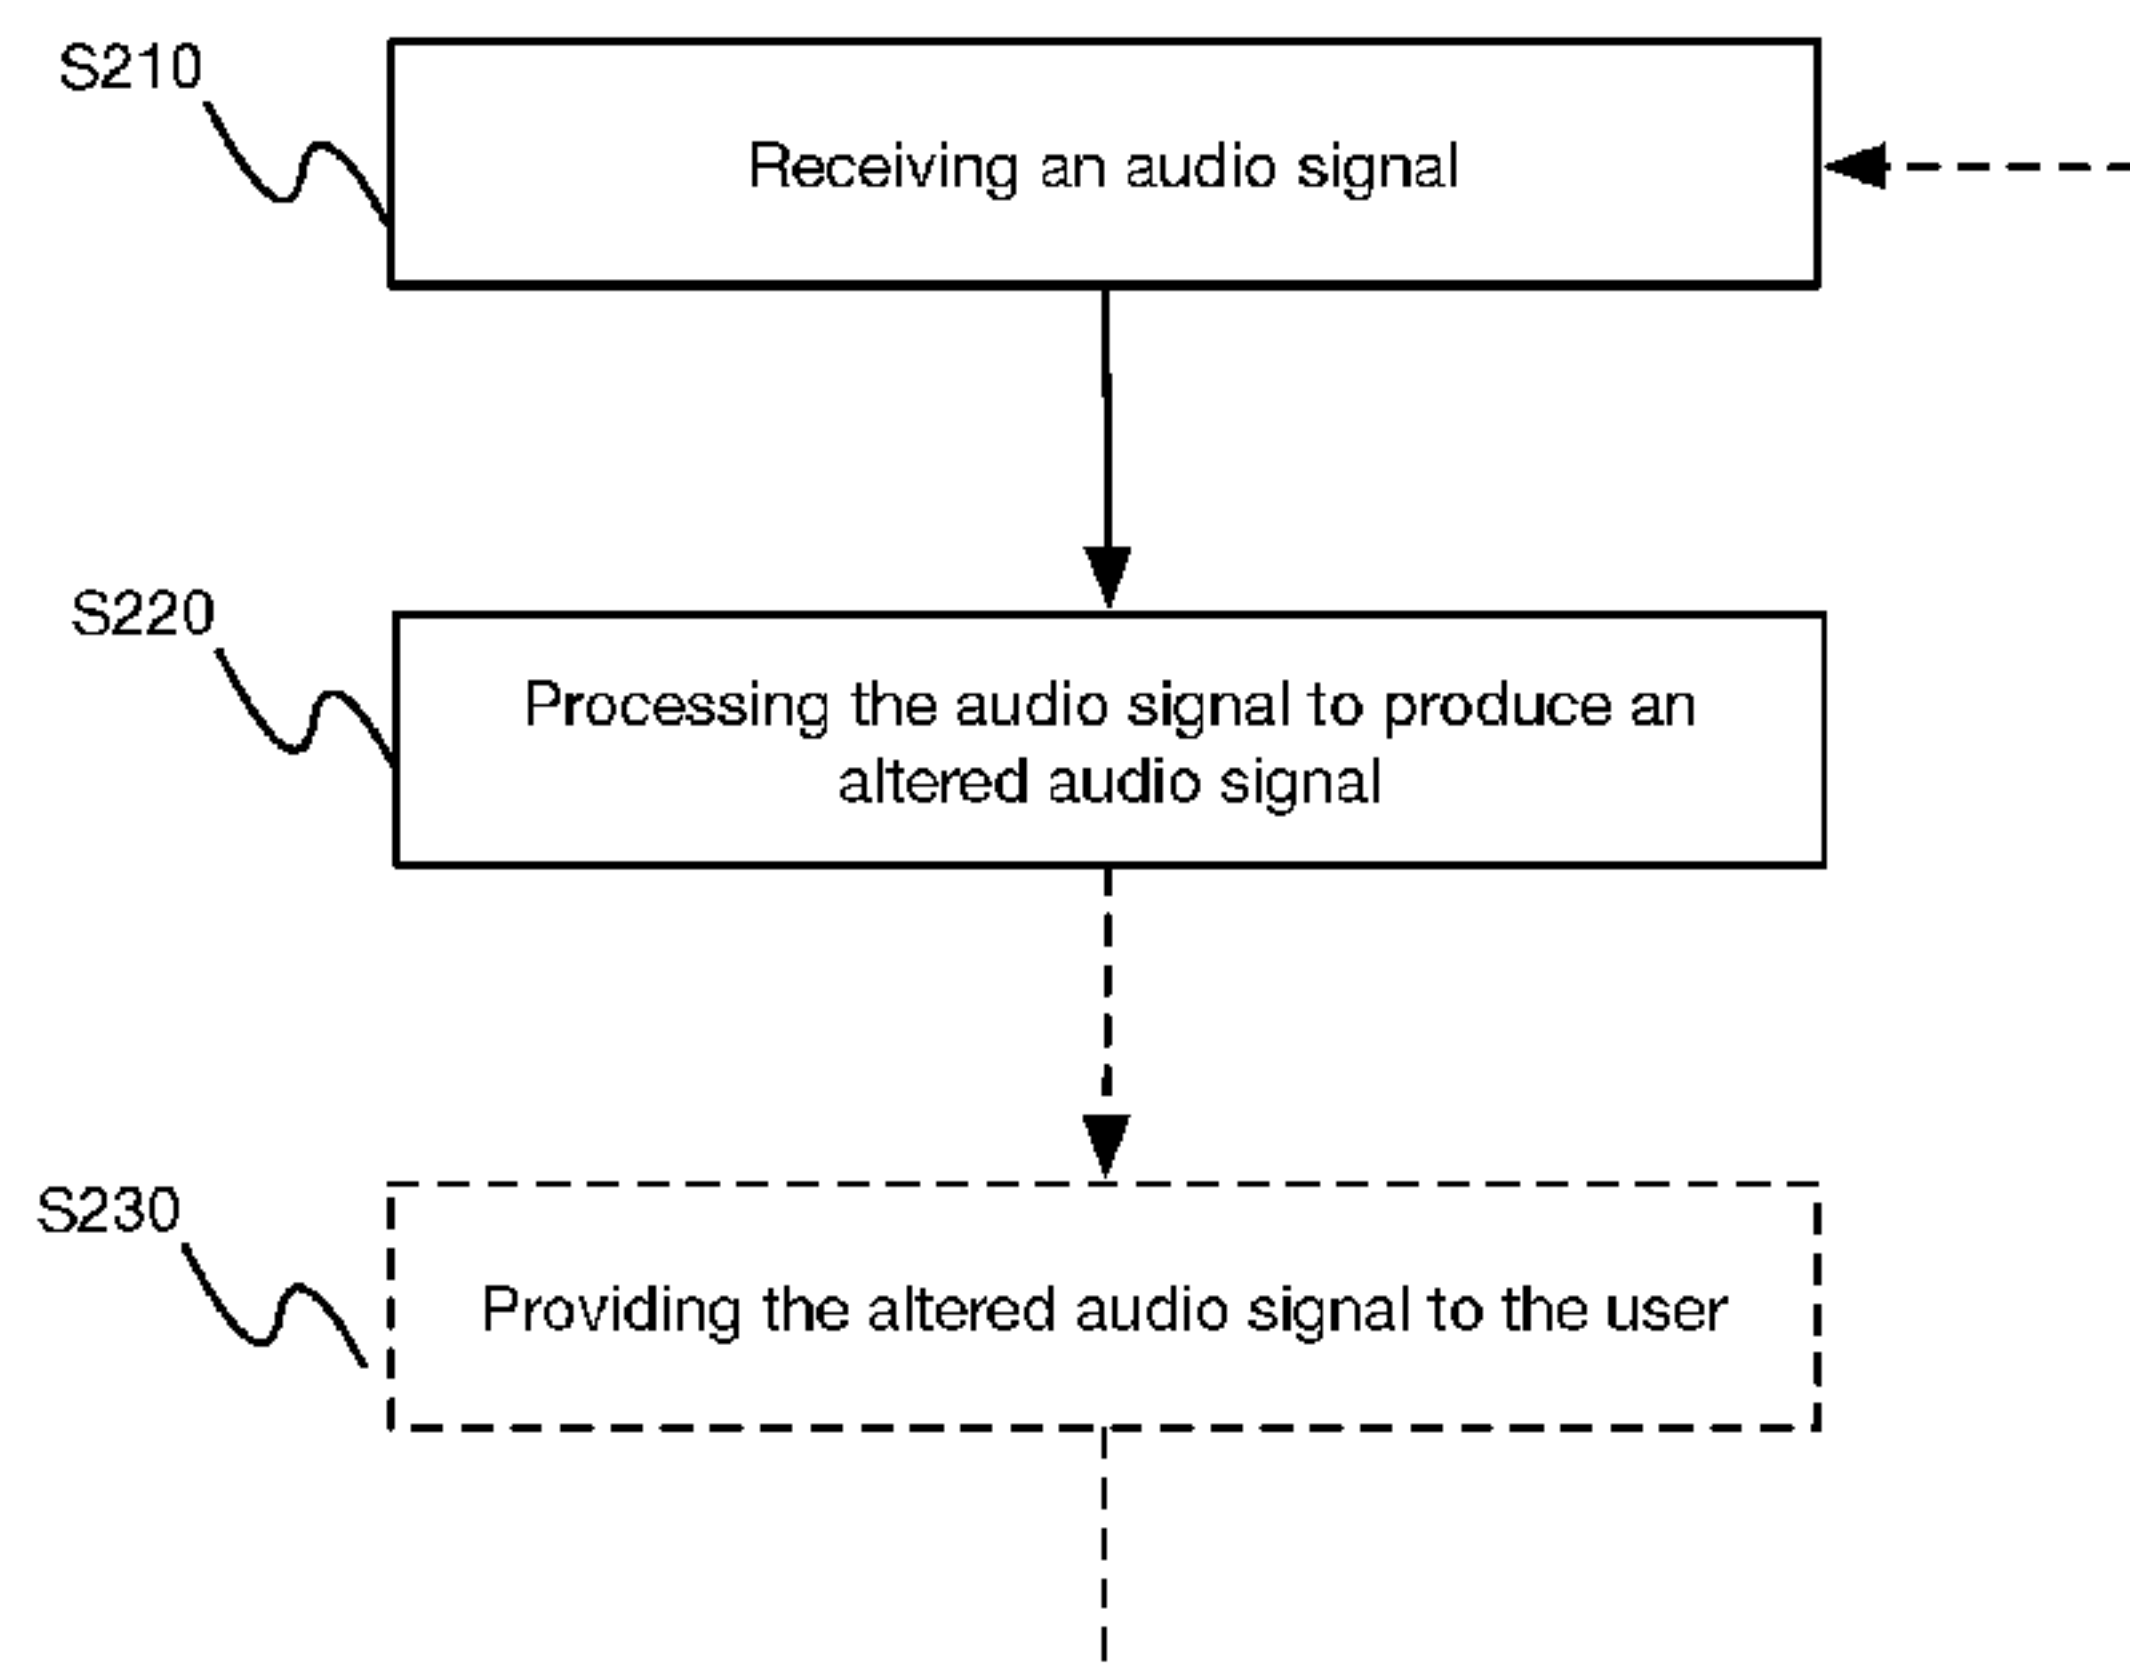 S210
Receiving an audio signal
S220
Processing the audio signal to produce an
altered audio signal
S230
Providing the altered audio signal to the user